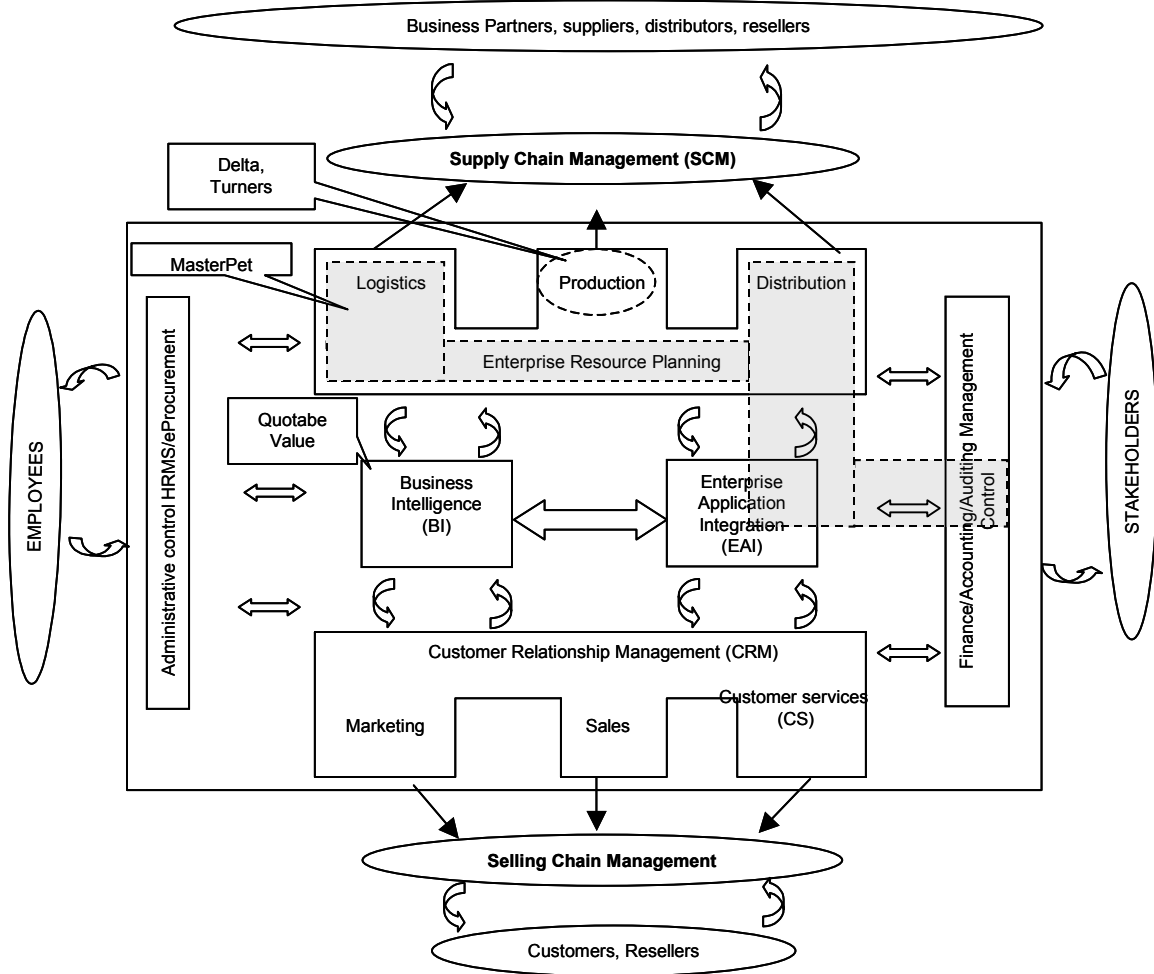 Business Partners, suppliers, distributors, resellers
Supply Chain Management (SCM)
Delta,
Turners
MasterPet
Logistics
Production
Distribution
Enterprise Resource Planning
Quotabe
Value
Business
Intelligence
(BI)
Enterprise
Application
Integration
(EAI)
EMPLOYEES
Administrative control HRMS/eProcurement
Finance/Accounting/Auditing Management
Control
STAKEHOLDERS
Customer Relationship Management (CRM)
Marketing
Sales
Customer services
(CS)
Selling Chain Management
Customers, Resellers